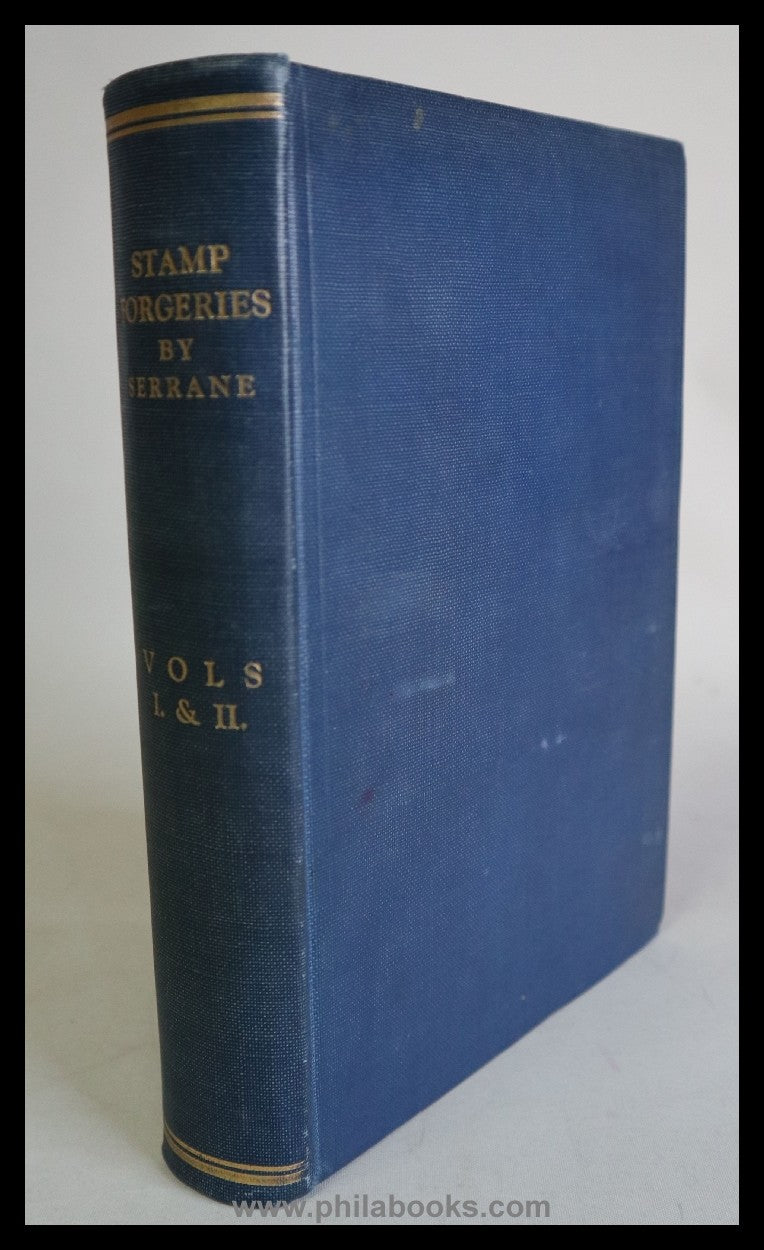 STAMP
FORGERIES
BY
SERRANE
VOLS
I. & II.
www.philabooks.com